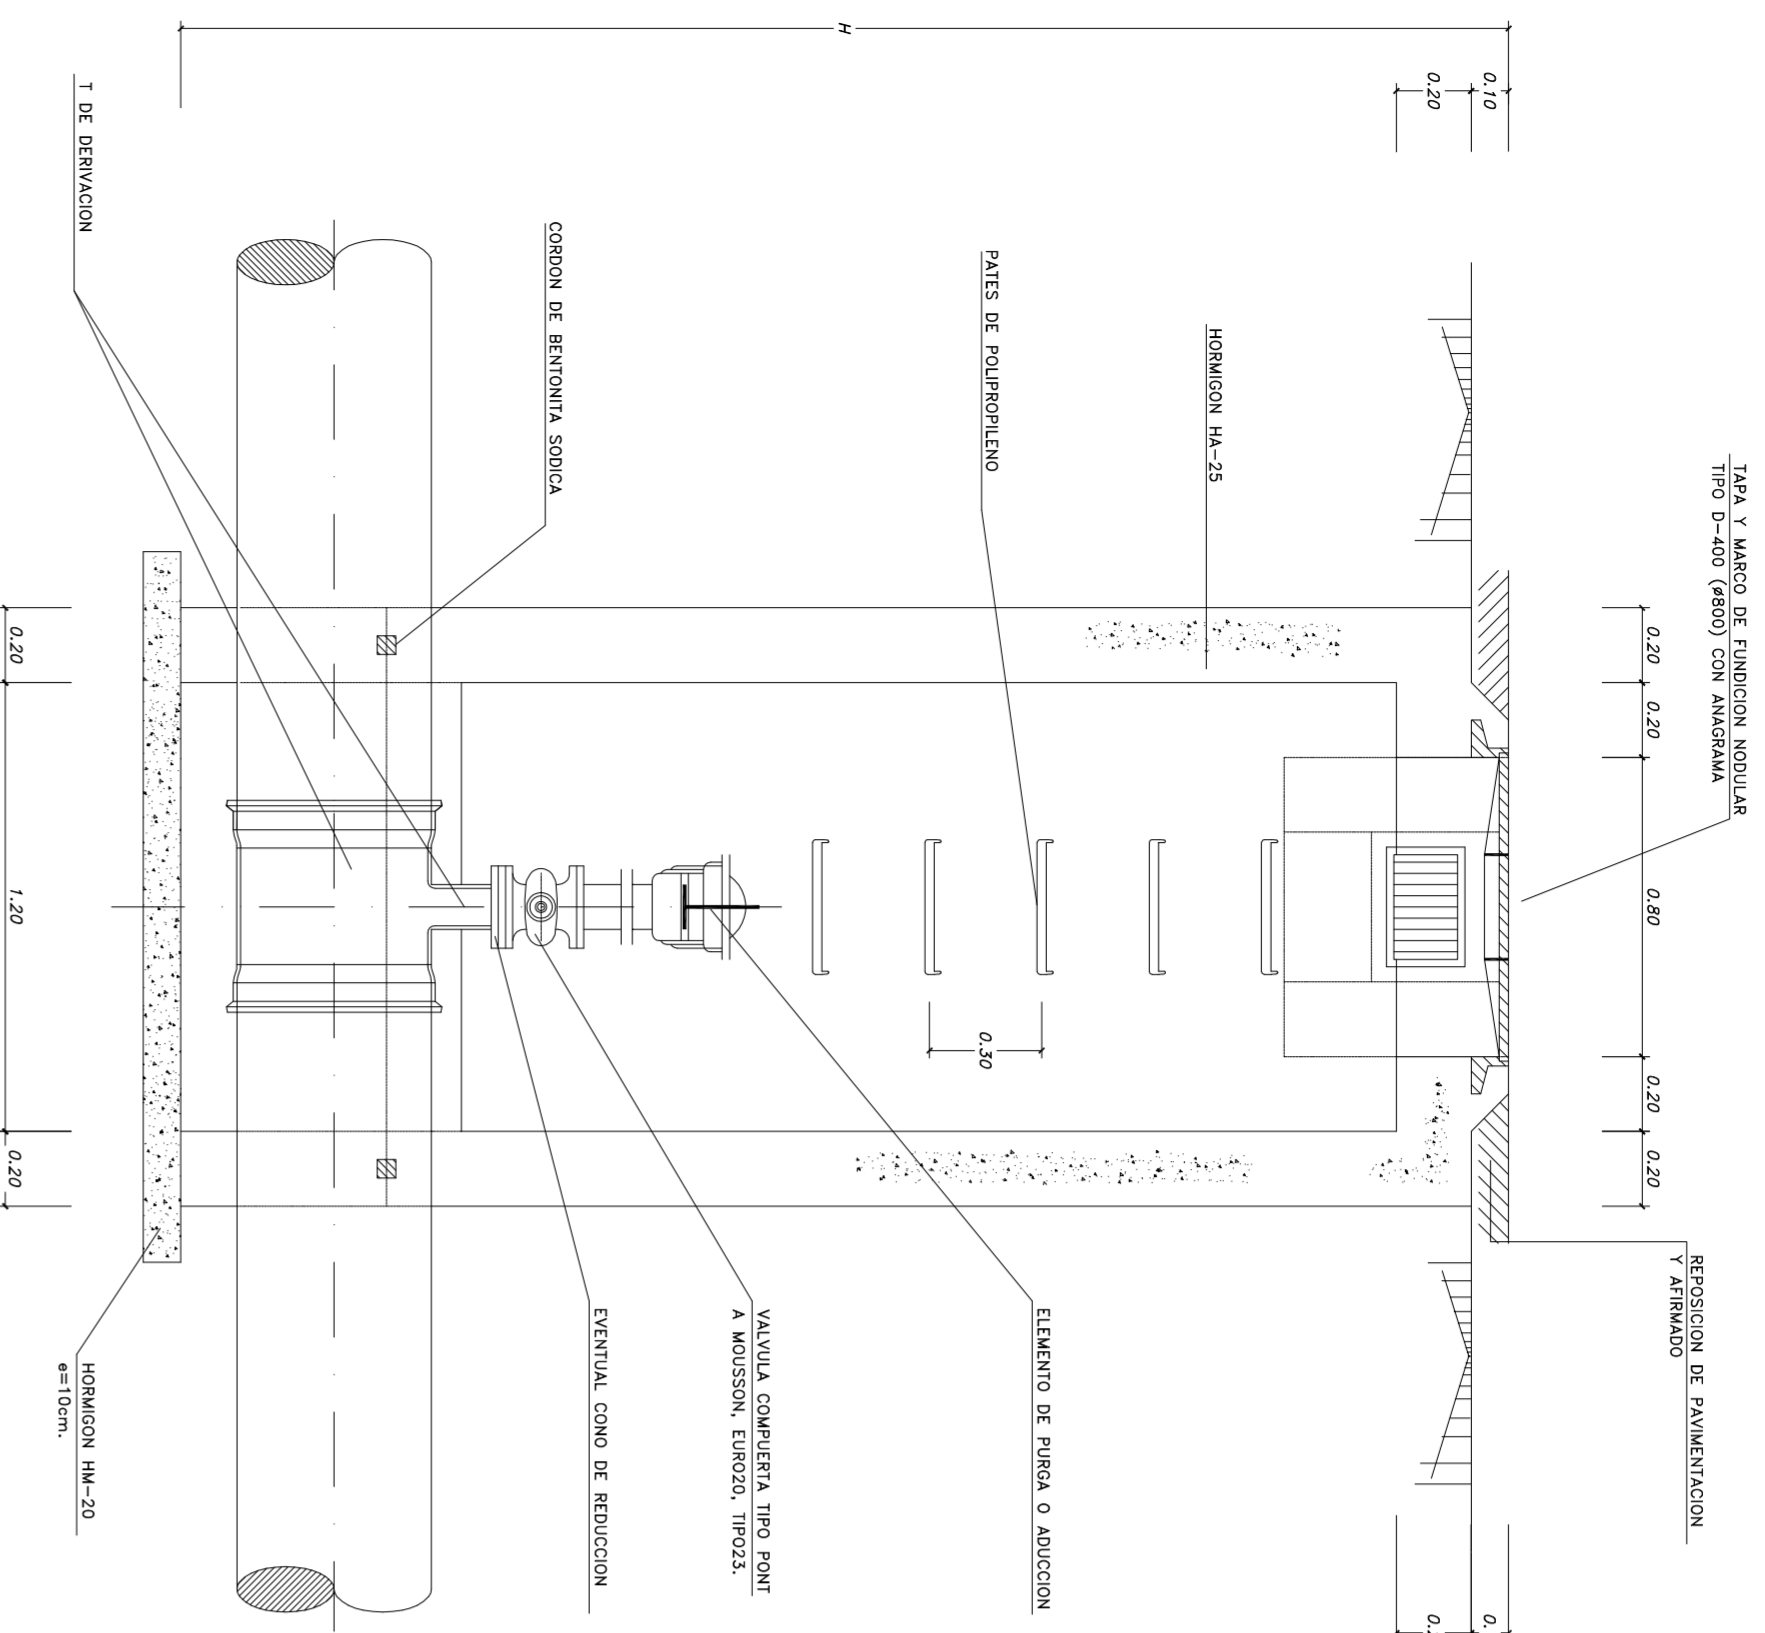 TAPA Y MARCO DE FUNDICION NODULAR
TIPO D-400 (ø800) CON ANAGRAMA
REPOSICION DE PAVIMENTACION
Y AFIRMADO
0.20
0.20
0.80
0.20
0.20
0.10
0.20
H
0.
0.
HORMIGON HA-25
PATES DE POLIPROPILENO
0.30
ELEMENTO DE PURGA O ADUCCION
VALVULA COMPUERTA TIPO PONT
A MOUSSON, EURO20, TIPO23.
EVENTUAL CONO DE REDUCCION
CORDON DE BENTONITA SODICA
T DE DERIVACION
HORMIGON HM-20
e=10cm.
0.20
1.20
0.20